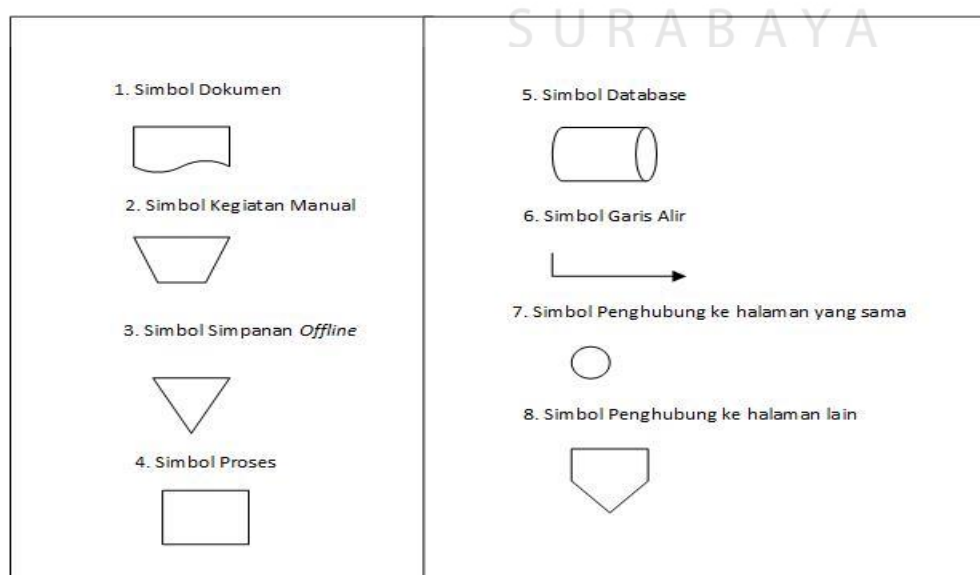 SURABAYA
1. Simbol Dokumen
2. Simbol Kegiatan Manual
3. Simbol Simpanan Offline
4. Simbol Proses
5. Simbol Database
6. Simbol Garis Alir
7. Simbol Penghubung ke halaman yang sama
8. Simbol Penghubung ke halaman lain